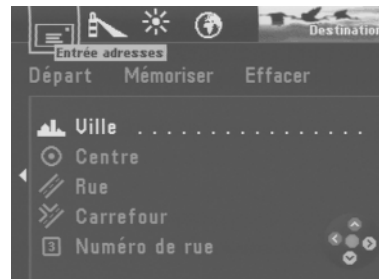 Destination
Entrée adresses
Départ Mémoriser Effacer
Ville . . . . . . . . . . . . . . . .
Centre
Rue
Carrefour
3 Numéro de rue